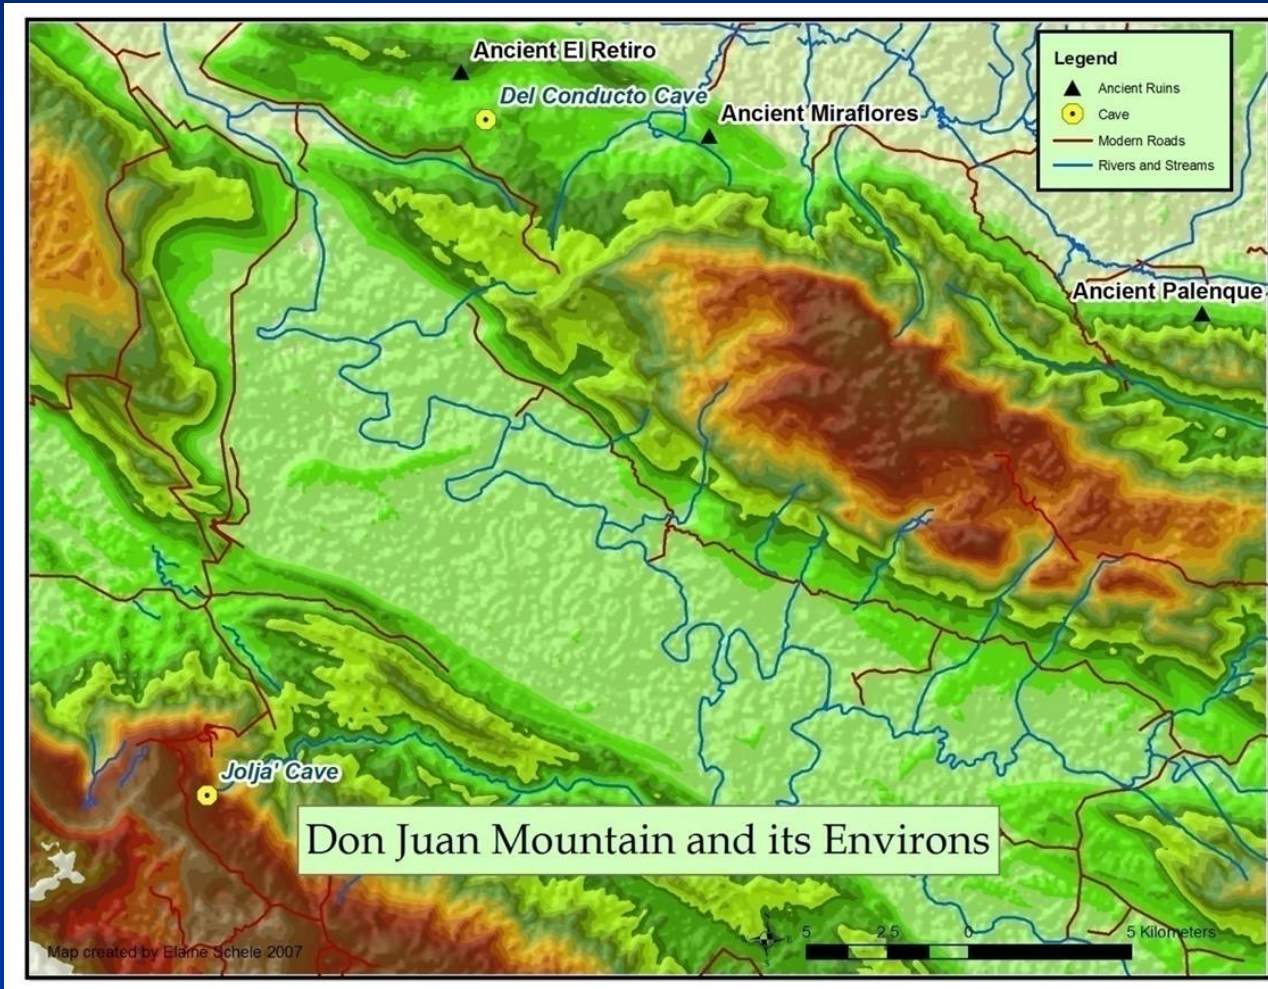 Ancient El Retiro
Del Conducto Cave
Ancient Miraflores
Legend
Ancient Ruins
Cave
Modern Roads
Rivers and Streams
Ancient Palenque
Jolja' Cave
Don Juan Mountain and its Environs
Map created by Elaine Schele 2007
5 2.5 0 5 Kilometers